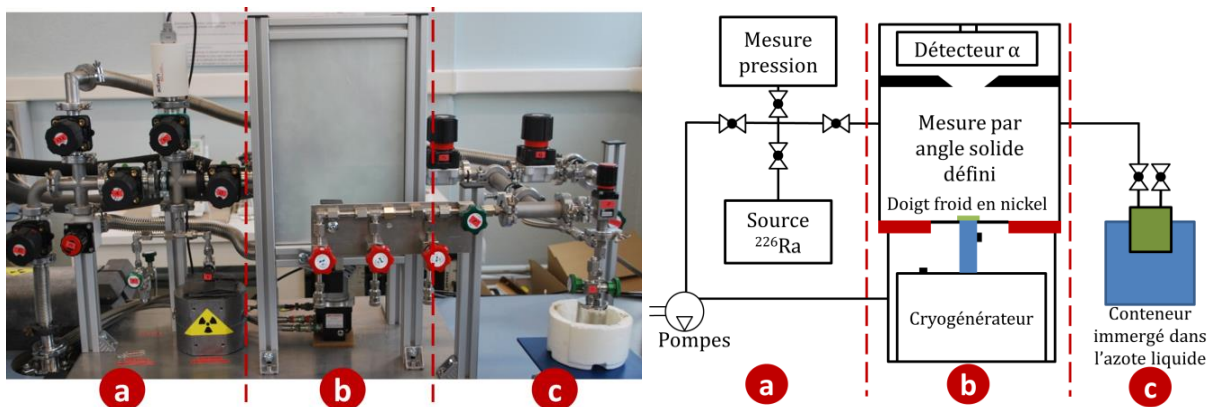 a
b
c
Mesure
pression
Source
²²⁶Ra
Pompes
a
Détecteur α
Mesure par
angle solide
défini
Doigt froid en nickel
Cryogénérateur
b
Conteneur
immergé dans
l'azote liquide
c